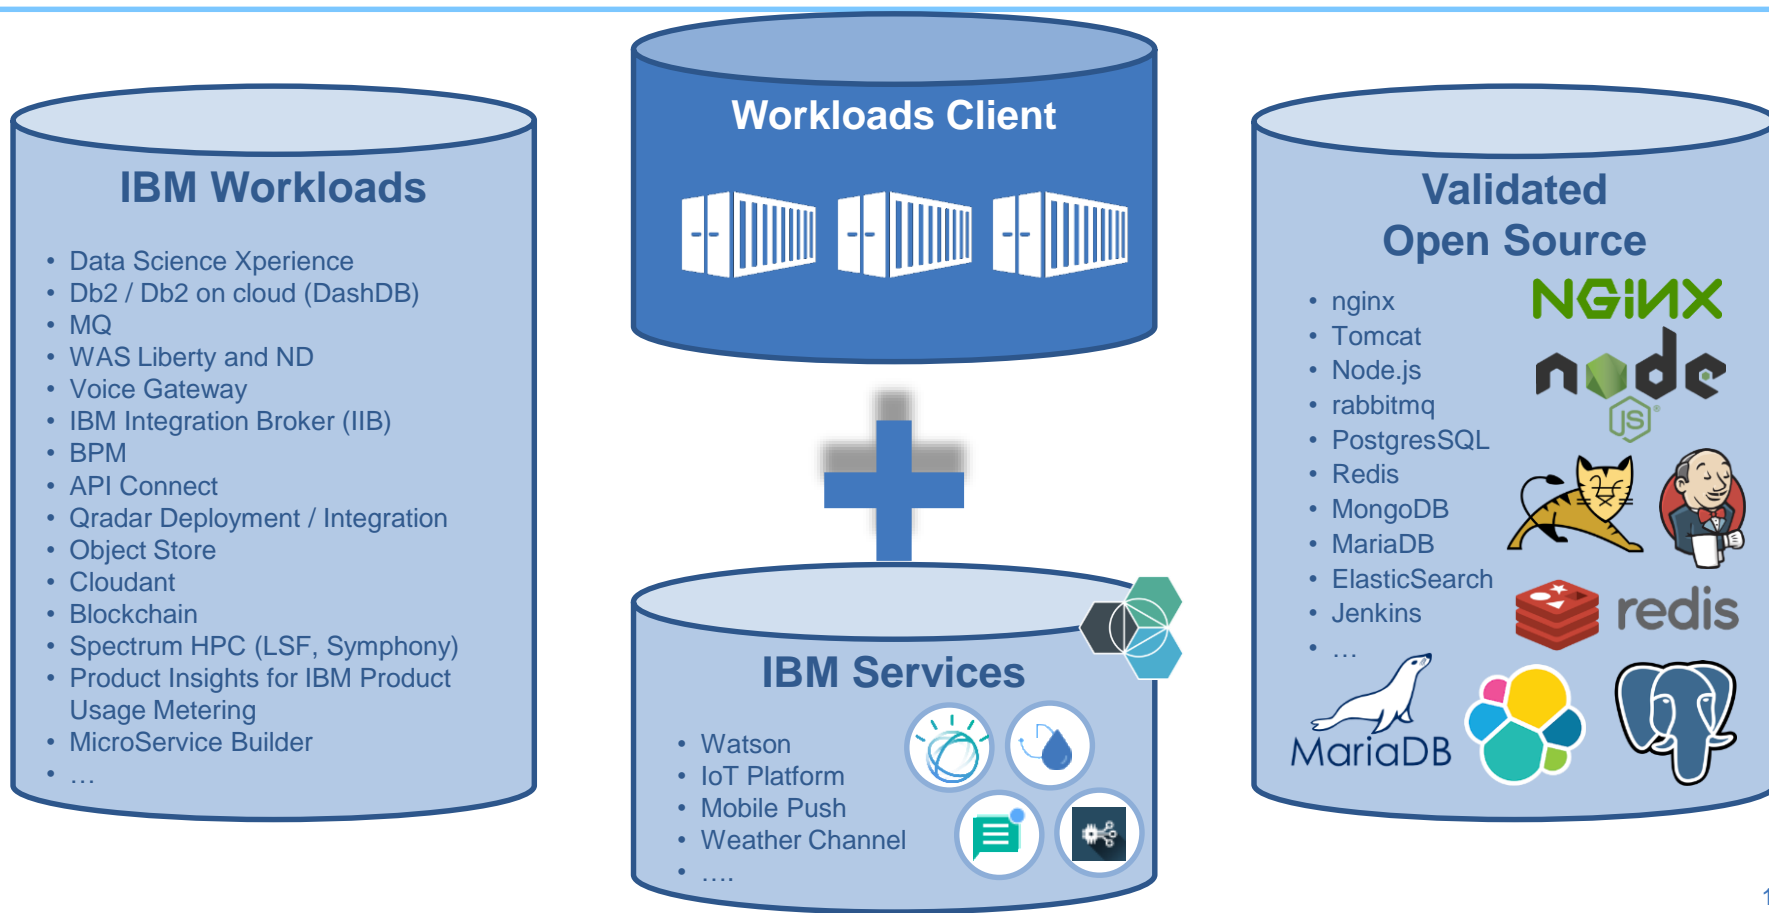 Workloads Client
IBM Workloads
• Data Science Xperience
• Db2 / Db2 on cloud (DashDB)
• MQ
• WAS Liberty and ND
• Voice Gateway
• IBM Integration Broker (IIB)
• BPM
• API Connect
• Qradar Deployment / Integration
• Object Store
• Cloudant
• Blockchain
• Spectrum HPC (LSF, Symphony)
• Product Insights for IBM Product
Usage Metering
• MicroService Builder
• …
IBM Services
• Watson
• IoT Platform
• Mobile Push
• Weather Channel
• ….
Validated
Open Source
• nginx
• Tomcat
• Node.js
• rabbitmq
• PostgresSQL
• Redis
• MongoDB
• MariaDB
• ElasticSearch
• Jenkins
• …
NGINX
node
JS®
redis
MariaDB
1